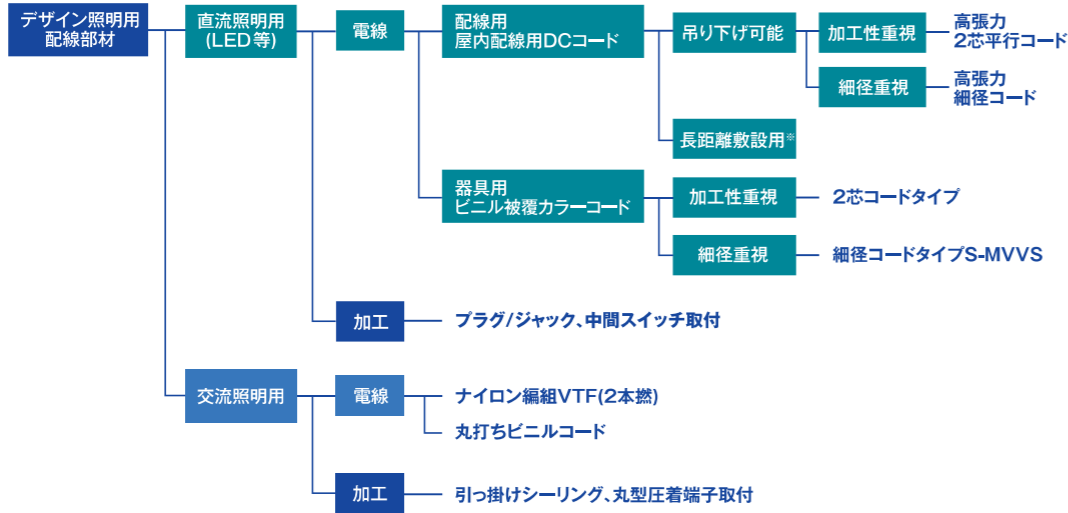 デザイン照明用
配線部材
直流照明用
(LED等)
電線
配線用
屋内配線用DCコード
吊り下げ可能
加工性重視
高張力
2芯平行コード
細径重視
高張力
細径コード
長距離敷設用※
器具用
ビニル被覆カラーコード
加工性重視
2芯コードタイプ
細径重視
細径コードタイプS-MVVS
加工
プラグ/ジャック、中間スイッチ取付
交流照明用
電線
ナイロン編組VTF(2本撚)
丸打ちビニルコード
加工
引っ掛けシーリング、丸型圧着端子取付